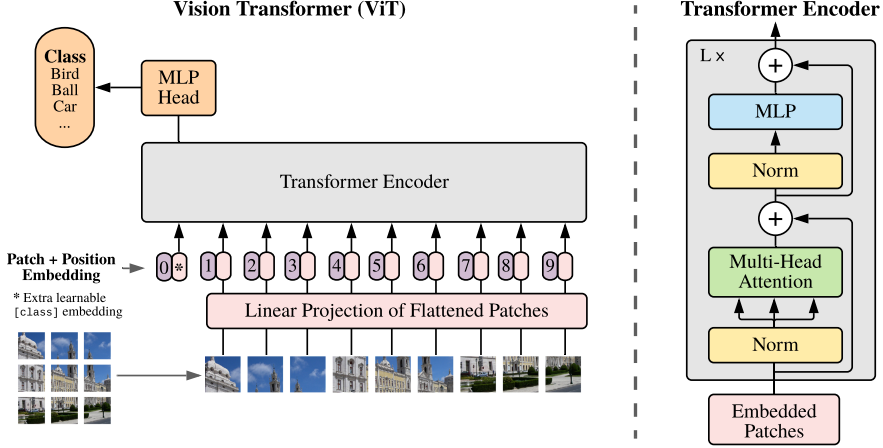 Vision Transformer (ViT)
Class
Bird
Ball
Car
...
MLP
Head
Transformer Encoder
Patch + Position
Embedding
0 * 1 2 3 4 5 6 7 8 9
* Extra learnable
[class] embedding
Linear Projection of Flattened Patches
Transformer Encoder
L ×
+
MLP
Norm
+
Multi-Head
Attention
Norm
Embedded
Patches